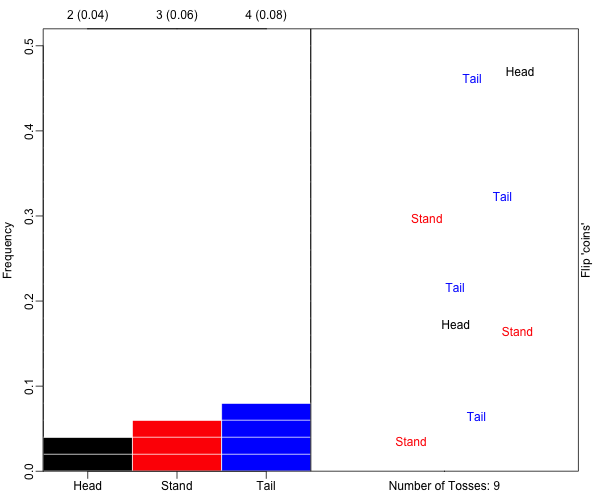 2 (0.04) 3 (0.06) 4 (0.08)
Frequency
0.5
0.4
0.3
0.2
0.1
0.0
Head Stand Tail
Head
Tail
Tail
Stand
Tail
Head
Stand
Tail
Stand
Number of Tosses: 9
Flip 'coins'